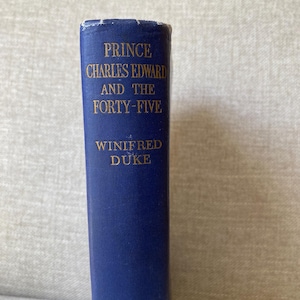 PRINCE
CHARLES EDWARD
AND THE
FORTY-FIVE
WINIFRED
DUKE